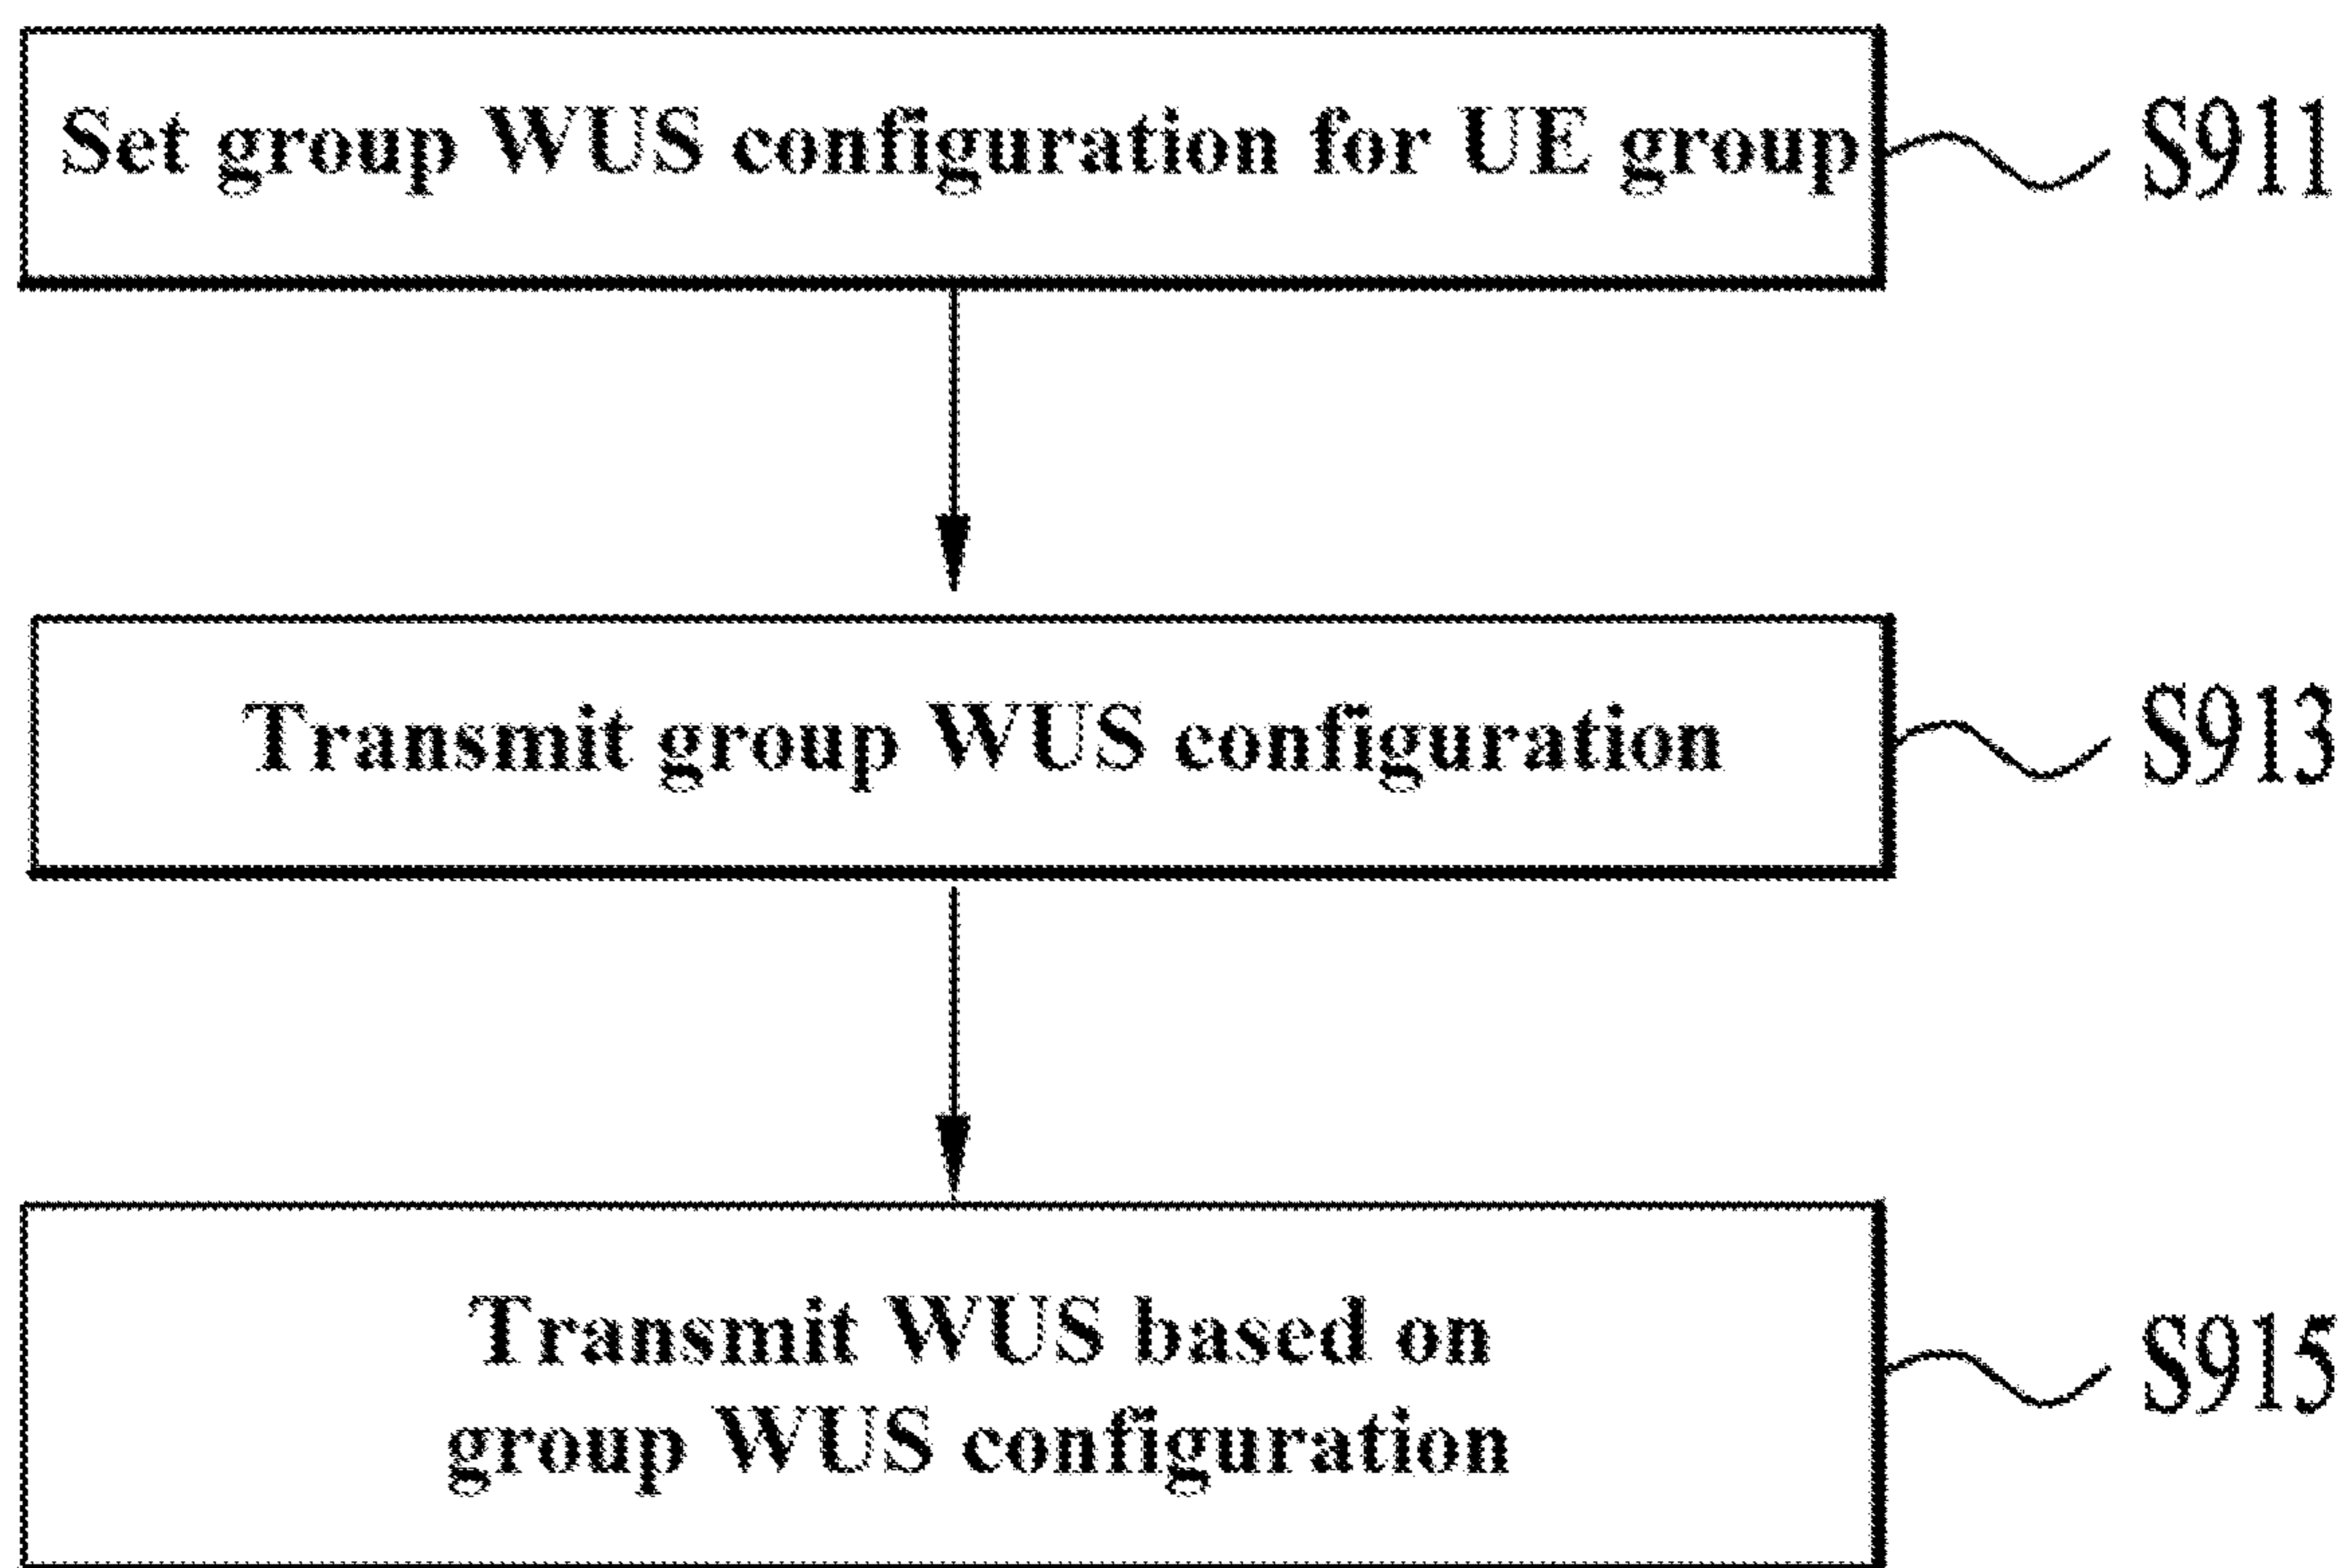 Set group WUS configuration for UE group
S911
Transmit group WUS configuration
S913
Transmit WUS based on
group WUS configuration
S915